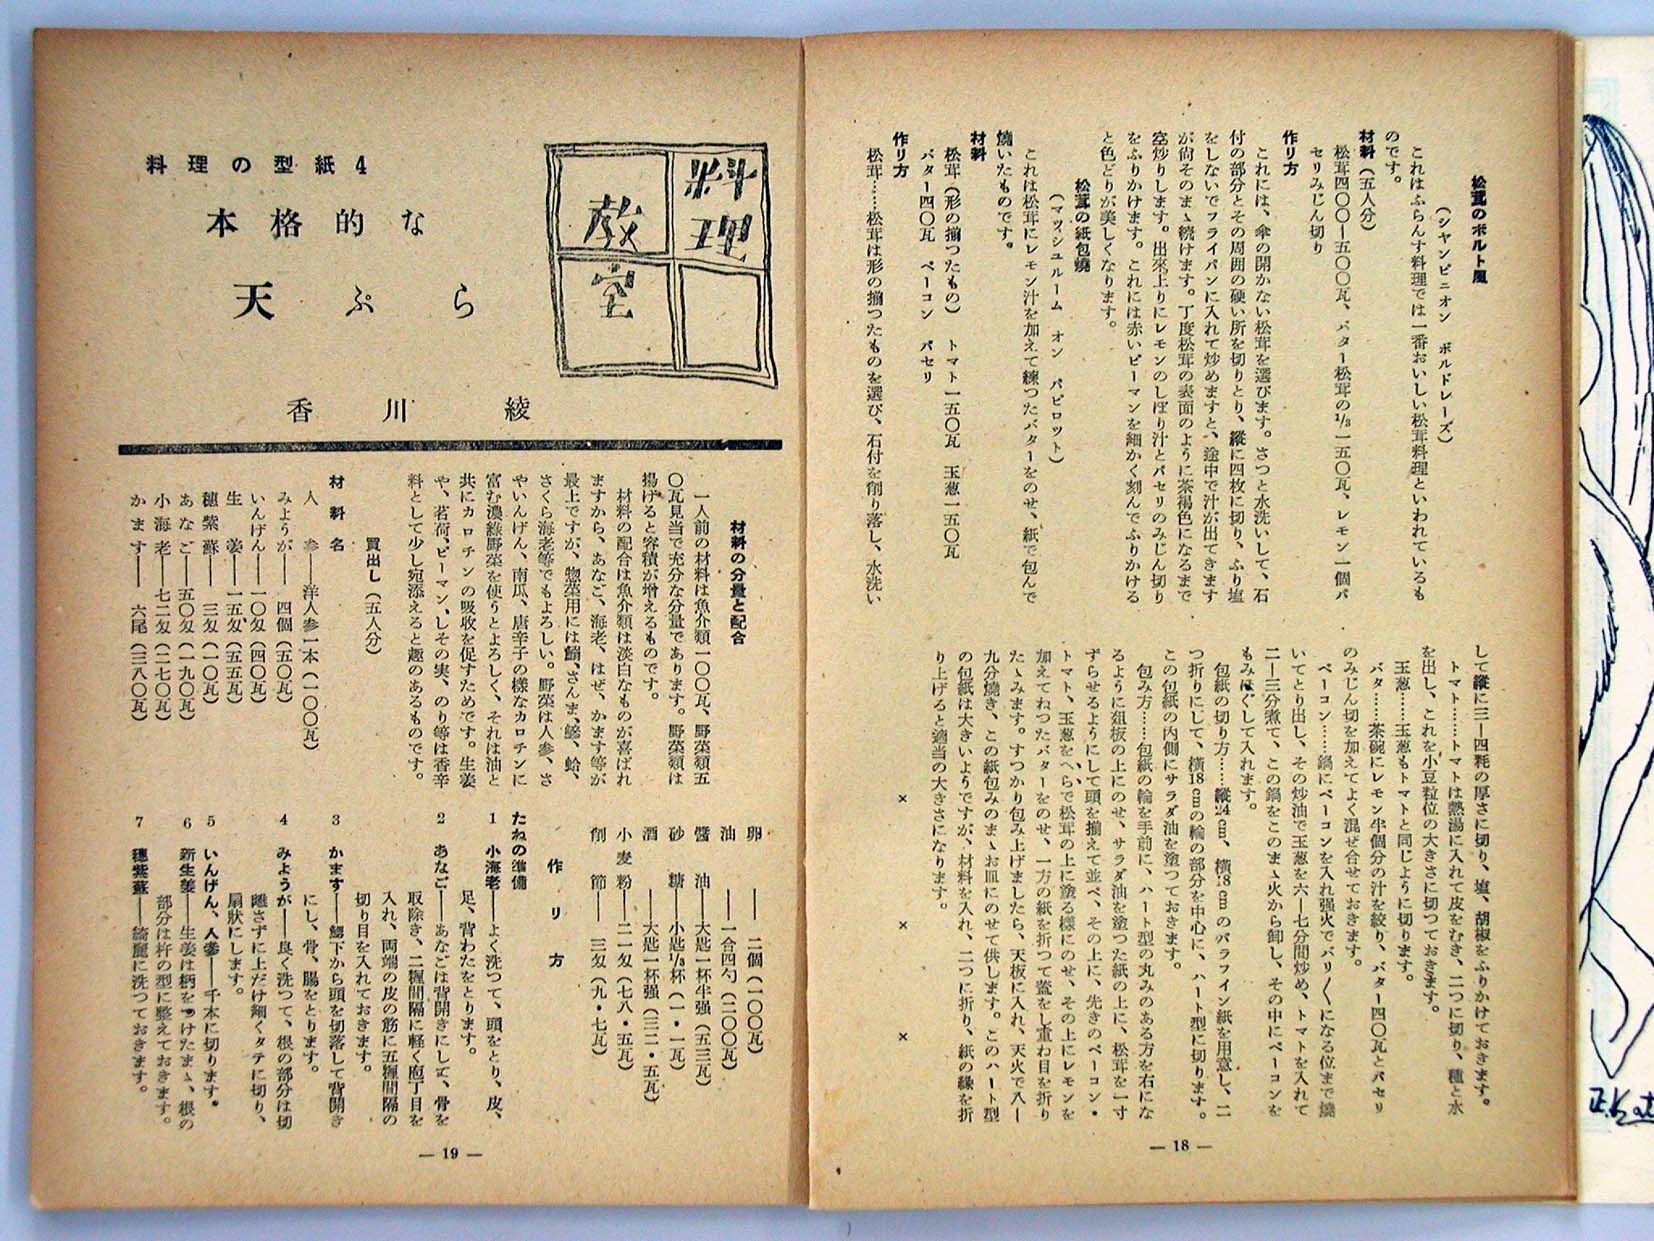 松茸のボルト風
(シャンピニオン ボルドレーズ)
これはふらんす料理では一番おいしい松茸料理といわれているも
のです。
材料(五人分)
松茸四〇〇―五〇〇瓦、バター松茸の1/3一五〇瓦、レモン一個パ
セリみじん切り
作リ方
これには、傘の開かない松茸を選びます。さつと水洗いして、石
付の部分とその周囲の硬い所を切りとり、縱に四枚に切り、ふり塩
をしないでフライパンに入れて炒めますと、途中で汁が出てきます
が尙そのまゝ続けます。丁度松茸の表面のように茶褐色になるまで
空炒りします。出來上りにレモンのしぼり汁とパセリのみじん切り
をふりかけます。これには赤いピーマンを細かく刻んでふりかける
と色どりが美しくなります。
松茸の紙包燒
(マッシュルーム オン パピロット)
これは松茸にレモン汁を加えて練つたバターをのせ、紙で包んで
燒いたものです。
材料
松茸(形の揃つたもの) トマト一五〇瓦 玉葱一五〇瓦
バター四〇瓦 ベーコン パセリ
作リ方
松茸……松茸は形の揃つたものを選び、石付を削り落し、水洗い
して縱に三―四粍の厚さに切り、塩、胡椒をふりかけておきます。
トマト……トマトは熱湯に入れて皮をむき、二つに切り、種と水
を出し、これを小豆粒位の大きさに切つておきます。
玉葱……玉葱もトマトと同じように切ります。
バタ……茶碗にレモン半個分の汁を絞り、バター四〇瓦とパセリ
のみじん切を加えてよく混ぜ合せておきます。
ベーコン……鍋にベーコンを入れ强火でパリ〱になる位まで燒
いてとり出し、その炒油で玉葱を六―七分間炒め、トマトを入れて
二―三分煮て、この鍋をこのまゝ火から卸し、その中にベーコンを
もみほぐして入れます。
包紙の切り方……縱24cm、横18cmのパラフイン紙を用意し、二
つ折りにして、横18cmの輪の部分を中心に、ハート型に切ります。
この包紙の内側にサラダ油を塗つておきます。
包み方……包紙の輪を手前に、ハート型の丸みのある方を右にな
るように爼板の上にのせ、サラダ油を塗つた紙の上に、松茸を一寸
ずらせるようにして頭を揃えて並べ、その上に、先きのベーコン・
トマト、玉葱をへらで松茸の上に塗る様にのせ、その上にレモンを
加えてねつたバターをのせ、一方の紙を折つて蓋をし重ね目を折り
たゝみます。すつかり包み上げましたら、天板に入れ、天火で八―
九分燒き、この紙包みのまゝお皿にのせて供します。このハート型
の包紙は大きいようですが、材料を入れ、二つに折り、紙の緣を折
り上げると適当の大きさになります。
× × ×
― 18 ―
料理
教室
料理の型紙4
本格的な
天ぷら
香川綾
材料の分量と配合
一人前の材料は魚介類一〇〇瓦、野菜類五
〇瓦見当で充分な分量であります。野菜類は
揚げると容積が増えるものです。
材料の配合は魚介類は淡白なものが喜ばれ
ますから、あなご、海老、はぜ、かます等が
最上ですが、惣菜用には鰯、さんま、鯵、蛤、
さくら海老等でもよろしい。野菜は人参、さ
やいんげん、南瓜、唐辛子の樣なカロチンに
富む濃綠野菜を使うとよろしく、それは油と
共にカロチンの吸收を促すためです。生姜
や、茗荷、ピーマン、しその実、のり等は香辛
料として少し宛添えると趣のあるものです。
買出し(五人分)
材料名
人参――洋人参一本(一〇〇瓦)
みようが――四個(五〇瓦)
いんげん――一〇匁(四〇瓦)
生姜――一五匁(五五瓦)
穗紫蘇――三匁(一〇瓦)
あなご――五〇匁(一九〇瓦)
小海老――七二匁(二七〇瓦)
かます――六尾(三八〇瓦)
卵――二個(一〇〇瓦)
油――一合四勺(二〇〇瓦)
醬油――大匙一杯半强(五三瓦)
砂糖――小匙1/3杯(一・一瓦)
酒――大匙一杯强(三二・五瓦)
小麦粉――二一匁(七八・五瓦)
削節――三匁(九・七瓦)
作リ方
たねの準備
1 小海老――よく洗つて、頭をとり、皮、
足、背わたをとります。
2 あなご――あなごは背開きにして、骨を
取除き、二糎間隔に軽く庖丁目を
入れ、両端の皮の筋に五糎間隔の
切り目を入れておきます。
3 かます――鰓下から頭を切落して背開き
にし、骨、腸をとります。
4 みようが――良く洗つて、根の部分は切
離さずに上だけ細くタテに切り、
扇狀にします。
5 いんげん、人参――千本に切ります。
6 新生姜――生姜は柄をつけたまゝ、根の
部分は杵の型に整えておきます。
7 穗紫蘇――綺麗に洗つておきます。
― 19 ―